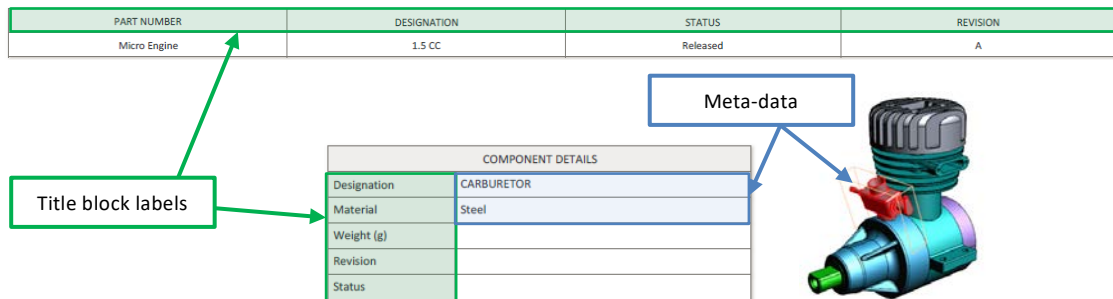 PART NUMBER DESIGNATION STATUS REVISION
Micro Engine 1.5 CC Released A
Meta-data
COMPONENT DETAILS
Designation CARBURETOR
Title block labels
Material Steel
Weight (g)
Revision
Status